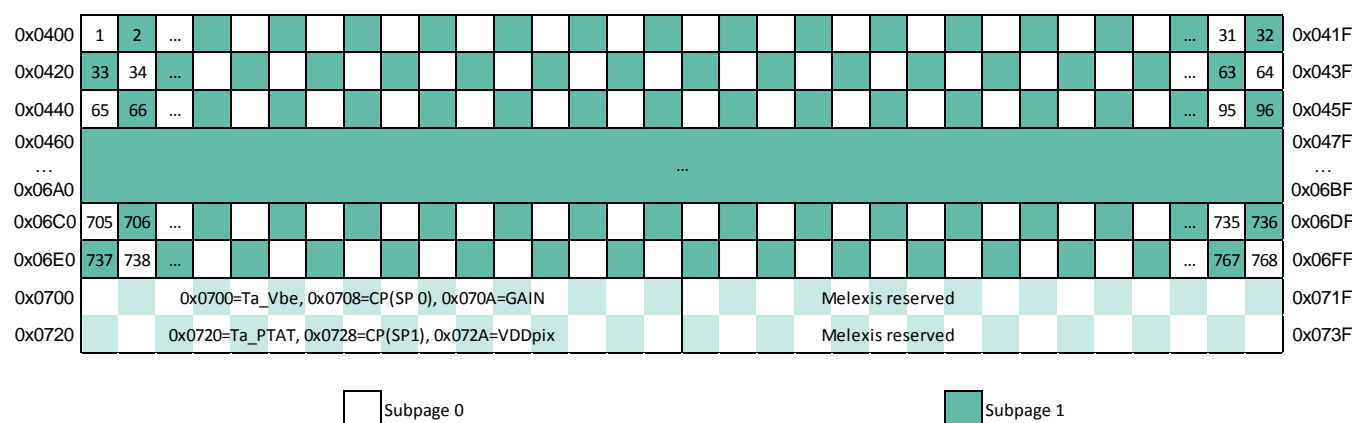 0x0400 1 2 ... ... 31 32 0x041F
0x0420 33 34 ... ... 63 64 0x043F
0x0440 65 66 ... ... 95 96 0x045F
0x0460 0x047F
... ... ...
0x06A0 0x06BF
0x06C0 705 706 ... ... 735 736 0x06DF
0x06E0 737 738 ... ... 767 768 0x06FF
0x0700 0x0700=Ta_Vbe, 0x0708=CP(SP 0), 0x070A=GAIN Melexis reserved 0x071F
0x0720 0x0720=Ta_PTAT, 0x0728=CP(SP1), 0x072A=VDDpix Melexis reserved 0x073F
Subpage 0 Subpage 1